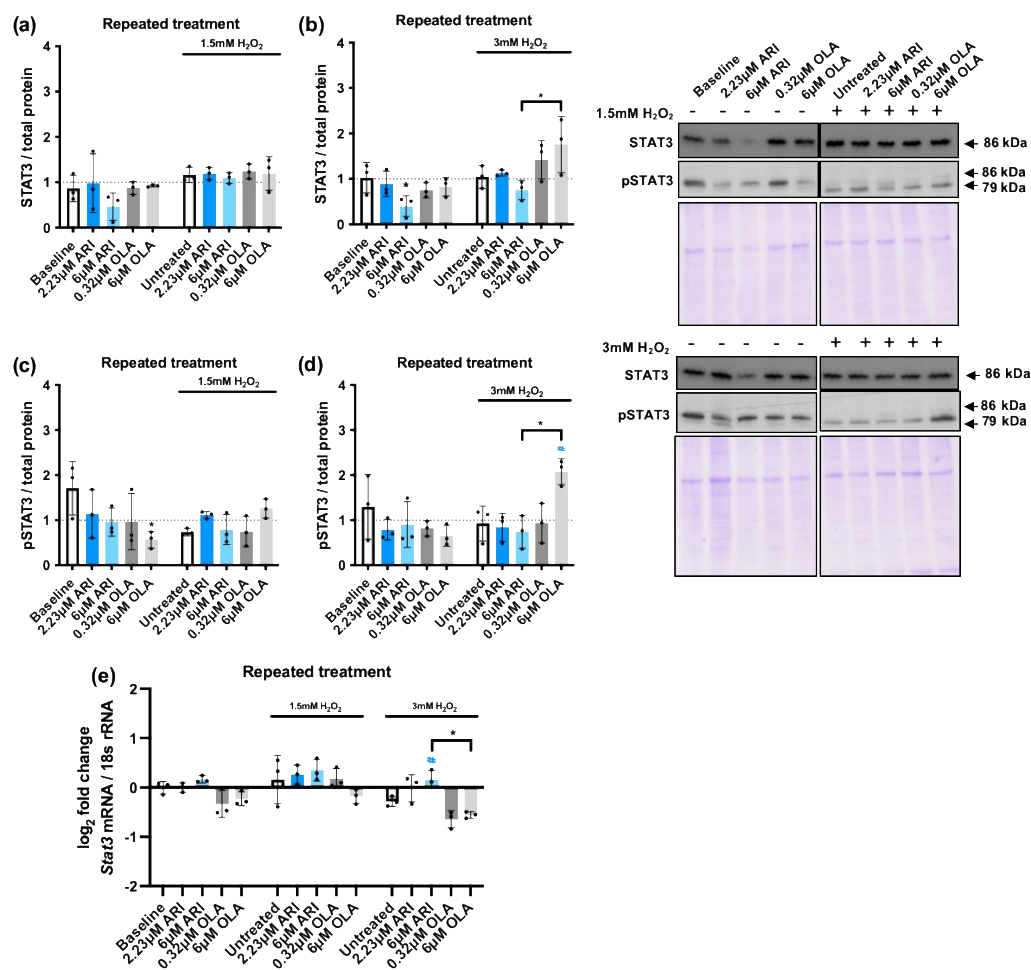 (a)
Repeated treatment
1.5mM H₂O₂
STAT3 / total protein
4
3
2
1
0
Baseline
2.23µM ARI
6µM ARI
0.32µM OLA
6µM OLA
Untreated
2.23µM ARI
6µM ARI
0.32µM OLA
6µM OLA
(b)
Repeated treatment
3mM H₂O₂
STAT3 / total protein
4
3
2
1
0
*
*
Baseline
2.23µM ARI
6µM ARI
0.32µM OLA
6µM OLA
Untreated
2.23µM ARI
6µM ARI
0.32µM OLA
6µM OLA
Baseline
2.23µM ARI
6µM ARI
0.32µM OLA
6µM OLA
Untreated
2.23µM ARI
6µM ARI
0.32µM OLA
6µM OLA
1.5mM H₂O₂ - - - - - + + + + +
STAT3
86 kDa
pSTAT3
86 kDa
79 kDa
3mM H₂O₂ - - - - - + + + + +
STAT3
86 kDa
pSTAT3
86 kDa
79 kDa
(c)
Repeated treatment
1.5mM H₂O₂
pSTAT3 / total protein
4
3
2
1
0
*
Baseline
2.23µM ARI
6µM ARI
0.32µM OLA
6µM OLA
Untreated
2.23µM ARI
6µM ARI
0.32µM OLA
6µM OLA
(d)
Repeated treatment
3mM H₂O₂
pSTAT3 / total protein
4
3
2
1
0
*
#
Baseline
2.23µM ARI
6µM ARI
0.32µM OLA
6µM OLA
Untreated
2.23µM ARI
6µM ARI
0.32µM OLA
6µM OLA
(e)
Repeated treatment
1.5mM H₂O₂
3mM H₂O₂
log₂ fold change
Stat3 mRNA / 18s rRNA
2
1
0
-1
-2
*
#
Baseline
2.23µM ARI
6µM ARI
0.32µM OLA
6µM OLA
Untreated
2.23µM ARI
6µM ARI
0.32µM OLA
6µM OLA
Untreated
2.23µM ARI
6µM ARI
0.32µM OLA
6µM OLA